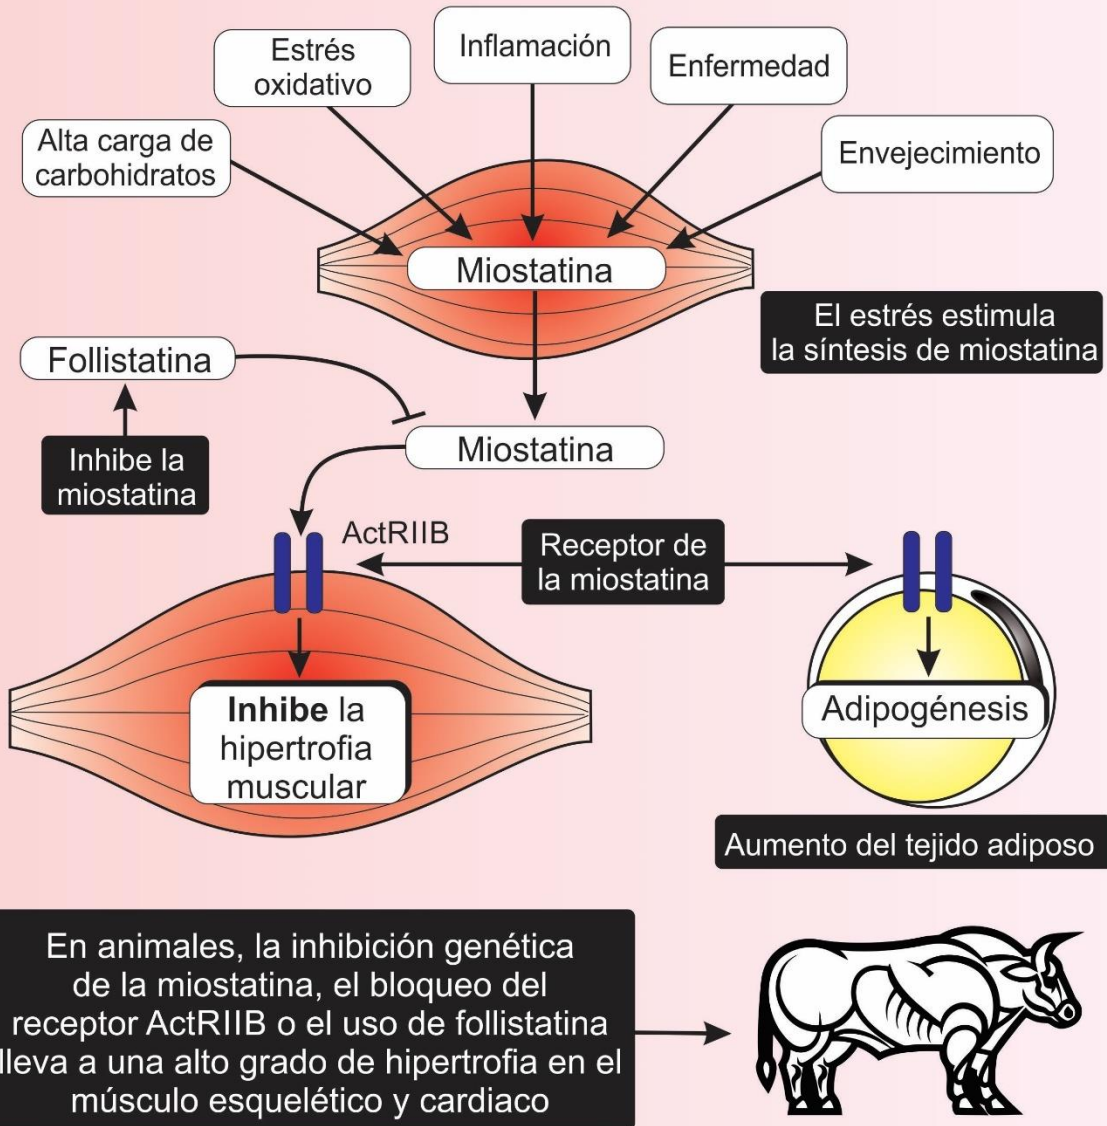 Estrés
oxidativo
Inflamación
Enfermedad
Alta carga de
carbohidratos
Envejecimiento
Miostatina
El estrés estimula
la síntesis de miostatina
Follistatina
Inhibe la
miostatina
Miostatina
ActRIIB
Receptor de
la miostatina
Inhibe la
hipertrofia
muscular
Adipogénesis
Aumento del tejido adiposo
En animales, la inhibición genética
de la miostatina, el bloqueo del
receptor ActRIIB o el uso de follistatina
lleva a una alto grado de hipertrofia en el
músculo esquelético y cardiaco